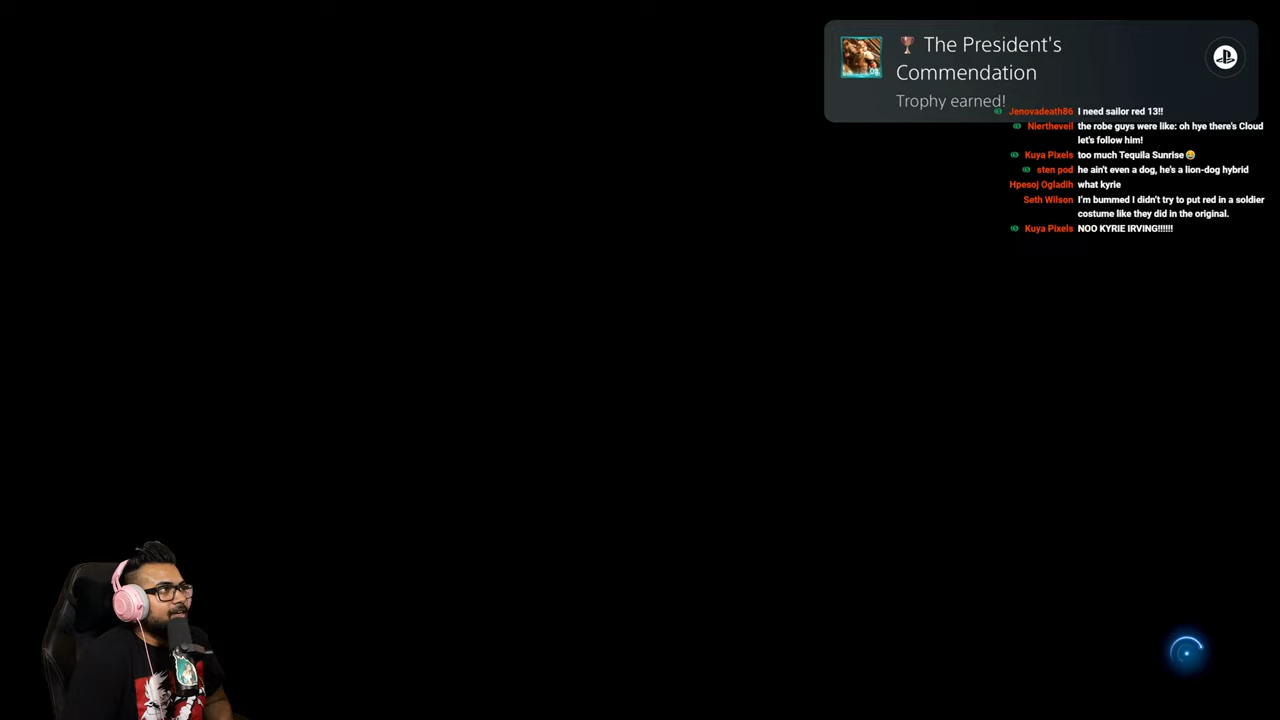 The President's
Commendation
Trophy earned!
Jenovadeath86 I need sailor red 13!!
Niertheveil the robe guys were like: oh hye there's Cloud
let's follow him!
Kuya Pixels too much Tequila Sunrise😂
sten pod he ain't even a dog, he's a lion-dog hybrid
Hpesoj Ogladih what kyrie
Seth Wilson I'm bummed I didn't try to put red in a soldier
costume like they did in the original.
Kuya Pixels NOO KYRIE IRVING!!!!!!